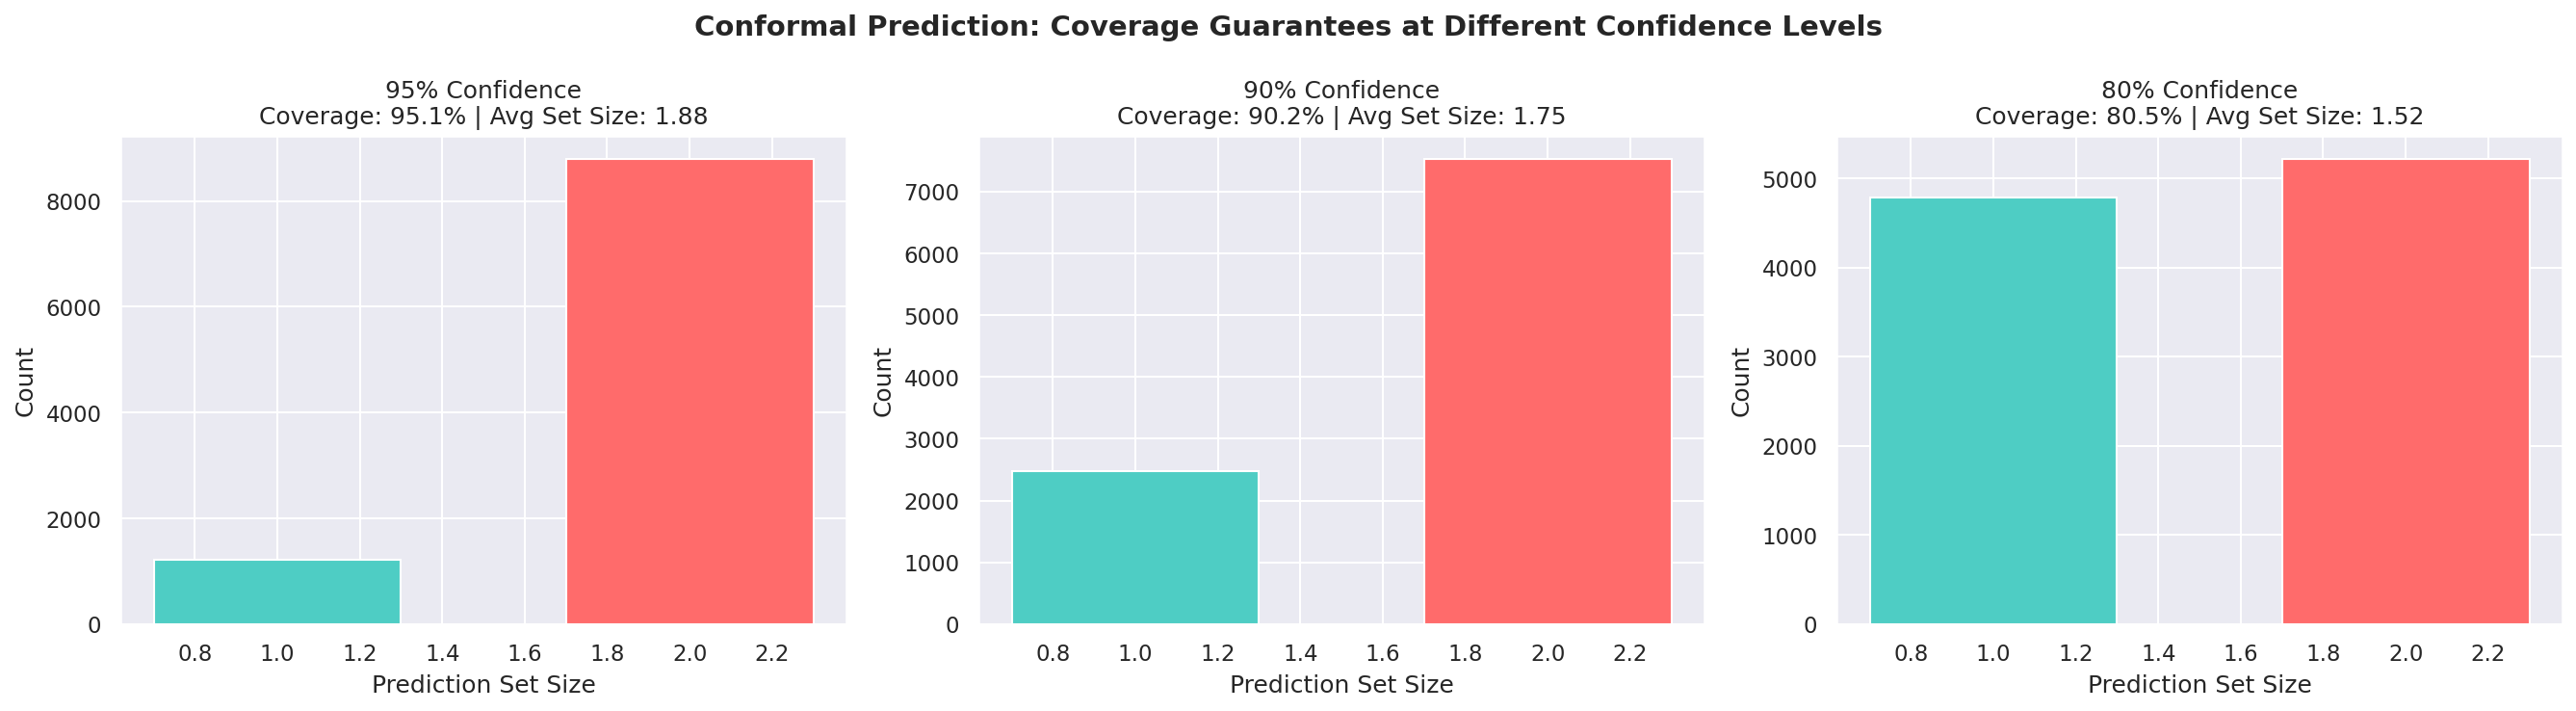 Conformal Prediction: Coverage Guarantees at Different Confidence Levels
95% Confidence
Coverage: 95.1% | Avg Set Size: 1.88
Count
8000
6000
4000
2000
0
0.8 1.0 1.2 1.4 1.6 1.8 2.0 2.2
Prediction Set Size
90% Confidence
Coverage: 90.2% | Avg Set Size: 1.75
Count
7000
6000
5000
4000
3000
2000
1000
0
0.8 1.0 1.2 1.4 1.6 1.8 2.0 2.2
Prediction Set Size
80% Confidence
Coverage: 80.5% | Avg Set Size: 1.52
Count
5000
4000
3000
2000
1000
0
0.8 1.0 1.2 1.4 1.6 1.8 2.0 2.2
Prediction Set Size